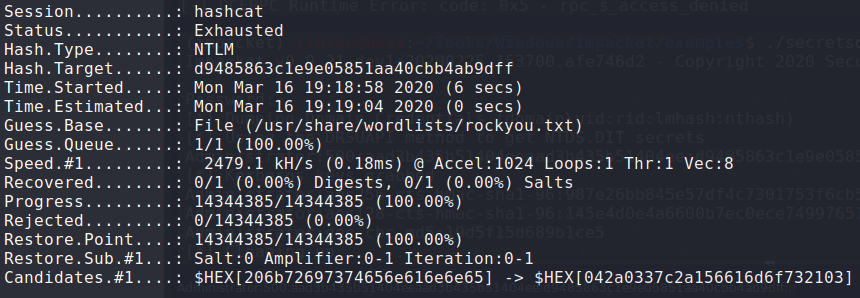 Session..........: hashcat
Status...........: Exhausted
Hash.Type........: NTLM
Hash.Target......: d9485863c1e9e05851aa40cbb4ab9dff
Time.Started.....: Mon Mar 16 19:18:58 2020 (6 secs)
Time.Estimated...: Mon Mar 16 19:19:04 2020 (0 secs)
Guess.Base.......: File (/usr/share/wordlists/rockyou.txt)
Guess.Queue......: 1/1 (100.00%)
Speed.#1.........:  2479.1 kH/s (0.18ms) @ Accel:1024 Loops:1 Thr:1 Vec:8
Recovered........: 0/1 (0.00%) Digests, 0/1 (0.00%) Salts
Progress.........: 14344385/14344385 (100.00%)
Rejected.........: 0/14344385 (0.00%)
Restore.Point....: 14344385/14344385 (100.00%)
Restore.Sub.#1...: Salt:0 Amplifier:0-1 Iteration:0-1
Candidates.#1....: $HEX[206b72697374656e616e6e65] -> $HEX[042a0337c2a156616d6f732103]